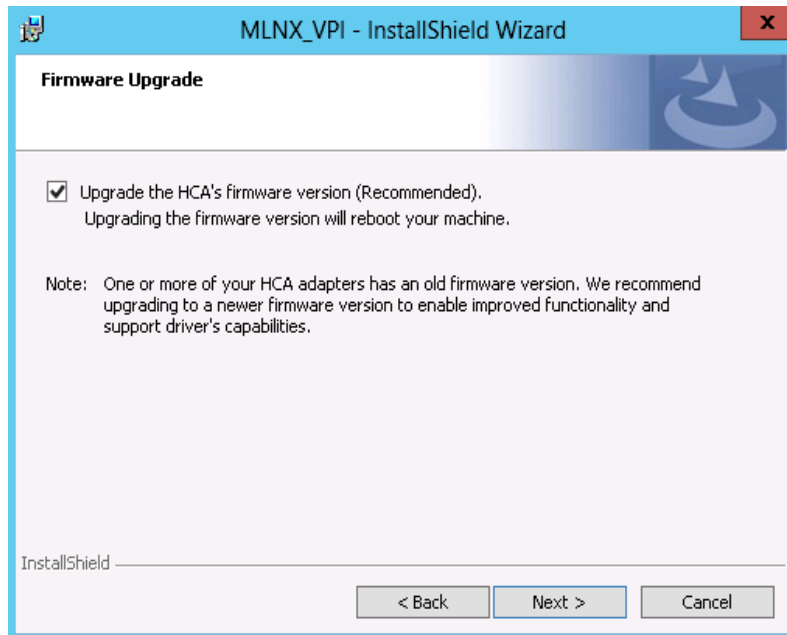 MLNX_VPI - InstallShield Wizard
x
Firmware Upgrade
Upgrade the HCA's firmware version (Recommended).
Upgrading the firmware version will reboot your machine.
Note: One or more of your HCA adapters has an old firmware version. We recommend
upgrading to a newer firmware version to enable improved functionality and
support driver's capabilities.
InstallShield
< Back Next > Cancel